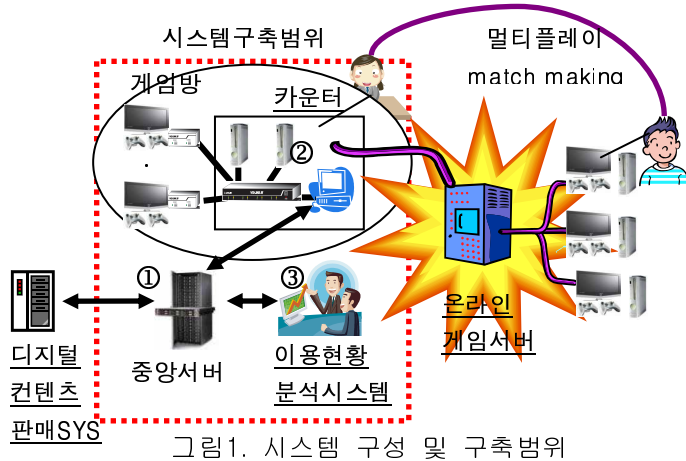 시스템구축범위
멀티플레이
match making
게임방
카운터
②
①
③
온라인
게임서버
디지털
컨텐츠
판매SYS
중앙서버
이용현황
분석시스템
그림1. 시스템 구성 및 구축범위